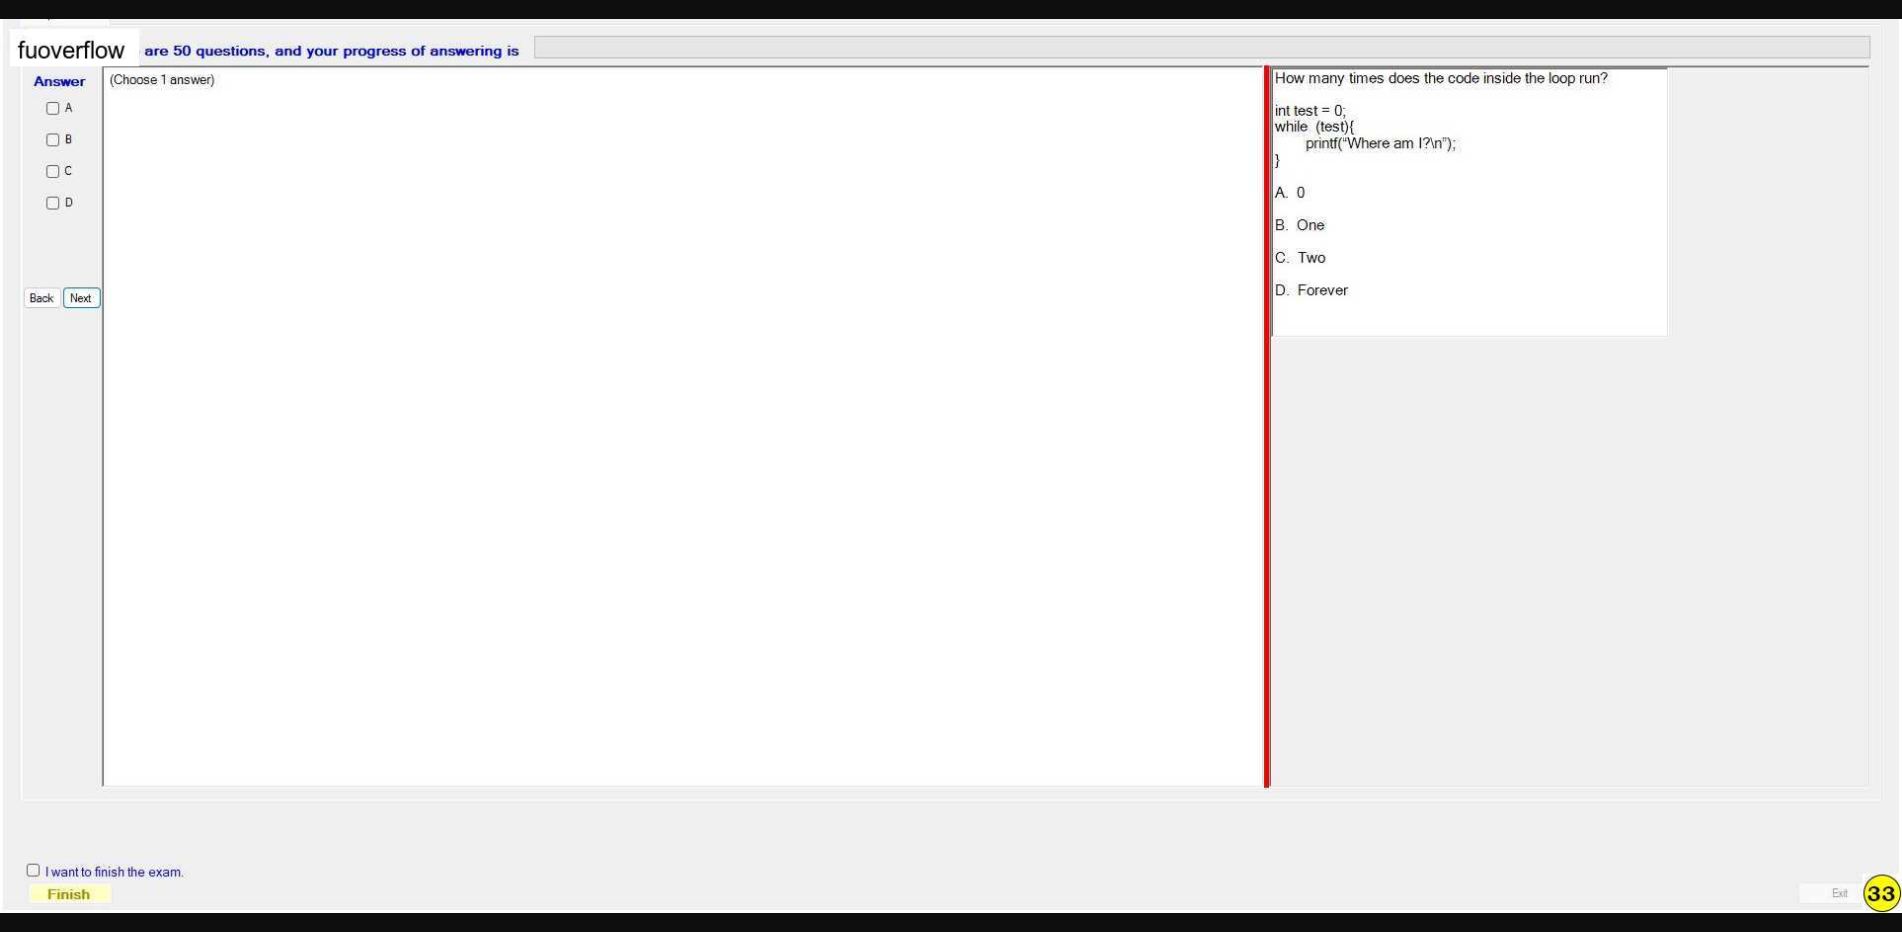 fuoverflow are 50 questions, and your progress of answering is
Answer
(Choose 1 answer)
A
B
C
D
Back Next
How many times does the code inside the loop run?
int test = 0;
while (test){
printf(“Where am I?\n”);
}
A. 0
B. One
C. Two
D. Forever
I want to finish the exam.
Finish
Exit
33